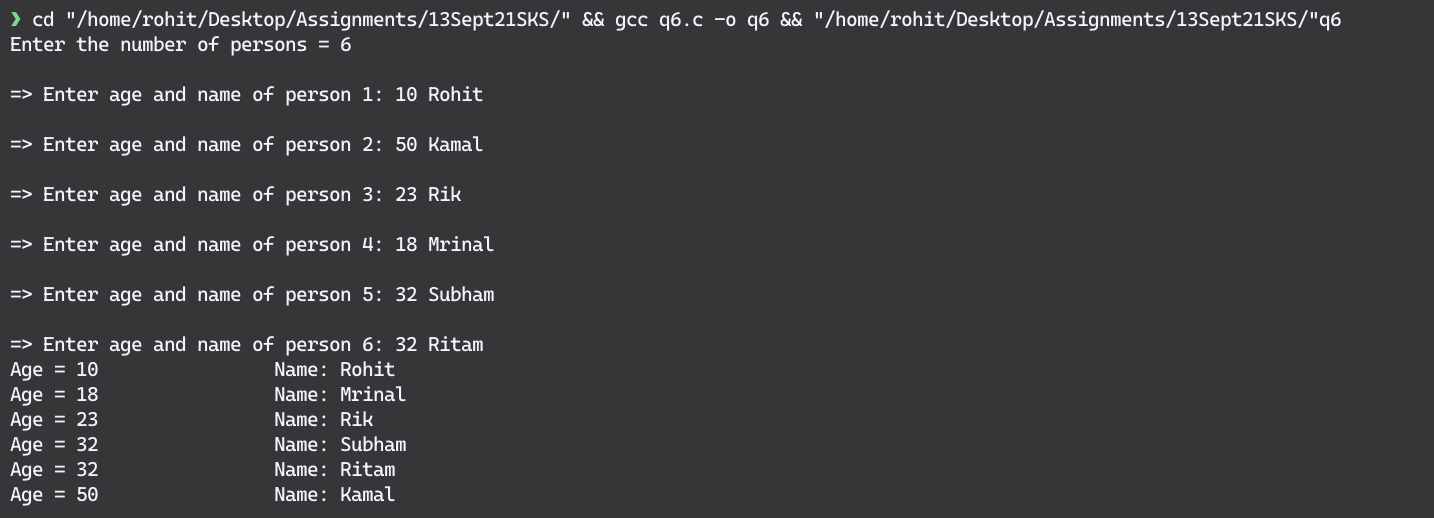 ❯ cd "/home/rohit/Desktop/Assignments/13Sept21SKS/" && gcc q6.c -o q6 && "/home/rohit/Desktop/Assignments/13Sept21SKS/"q6
Enter the number of persons = 6
=> Enter age and name of person 1: 10 Rohit
=> Enter age and name of person 2: 50 Kamal
=> Enter age and name of person 3: 23 Rik
=> Enter age and name of person 4: 18 Mrinal
=> Enter age and name of person 5: 32 Subham
=> Enter age and name of person 6: 32 Ritam
Age = 10                Name: Rohit
Age = 18                Name: Mrinal
Age = 23                Name: Rik
Age = 32                Name: Subham
Age = 32                Name: Ritam
Age = 50                Name: Kamal